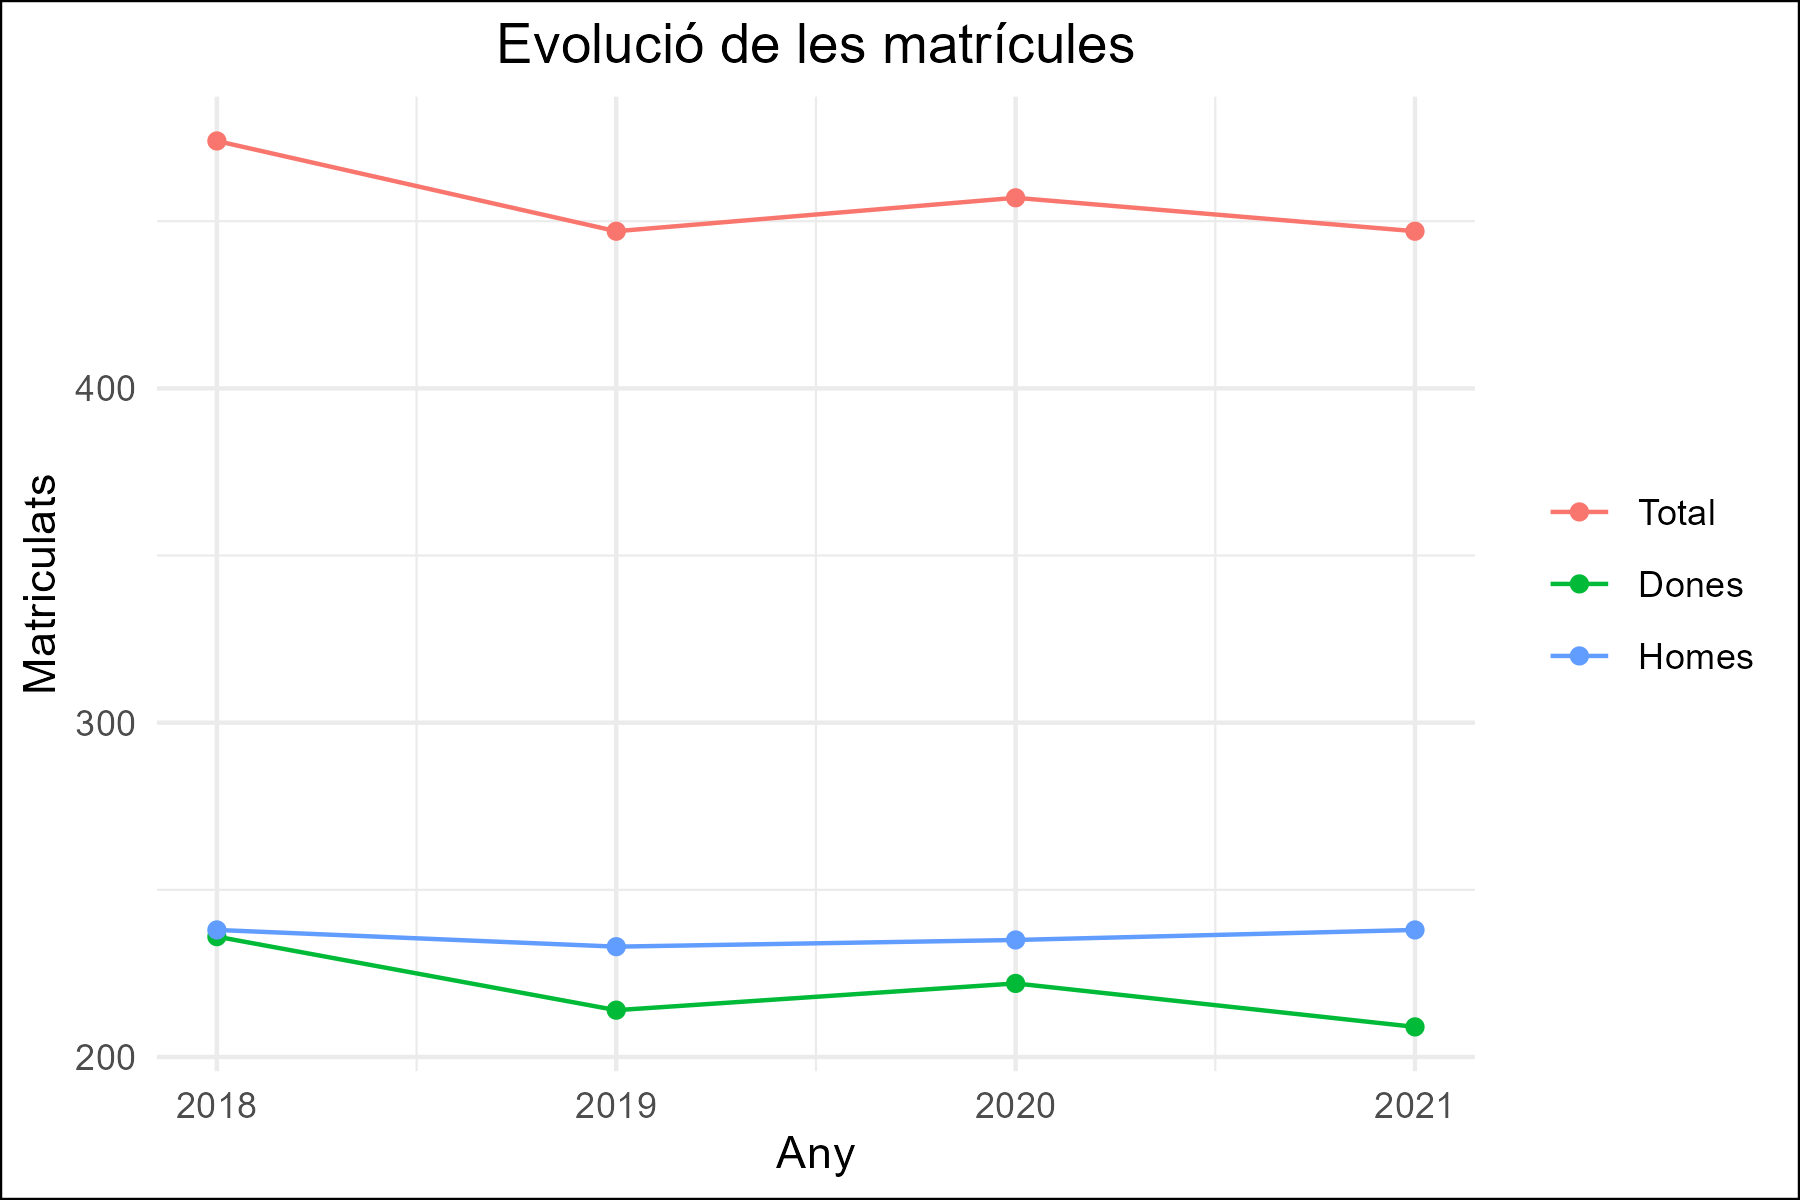 Evolució de les matrícules
Matriculats
400
300
200
2018 2019 2020 2021
Any
Total
Dones
Homes